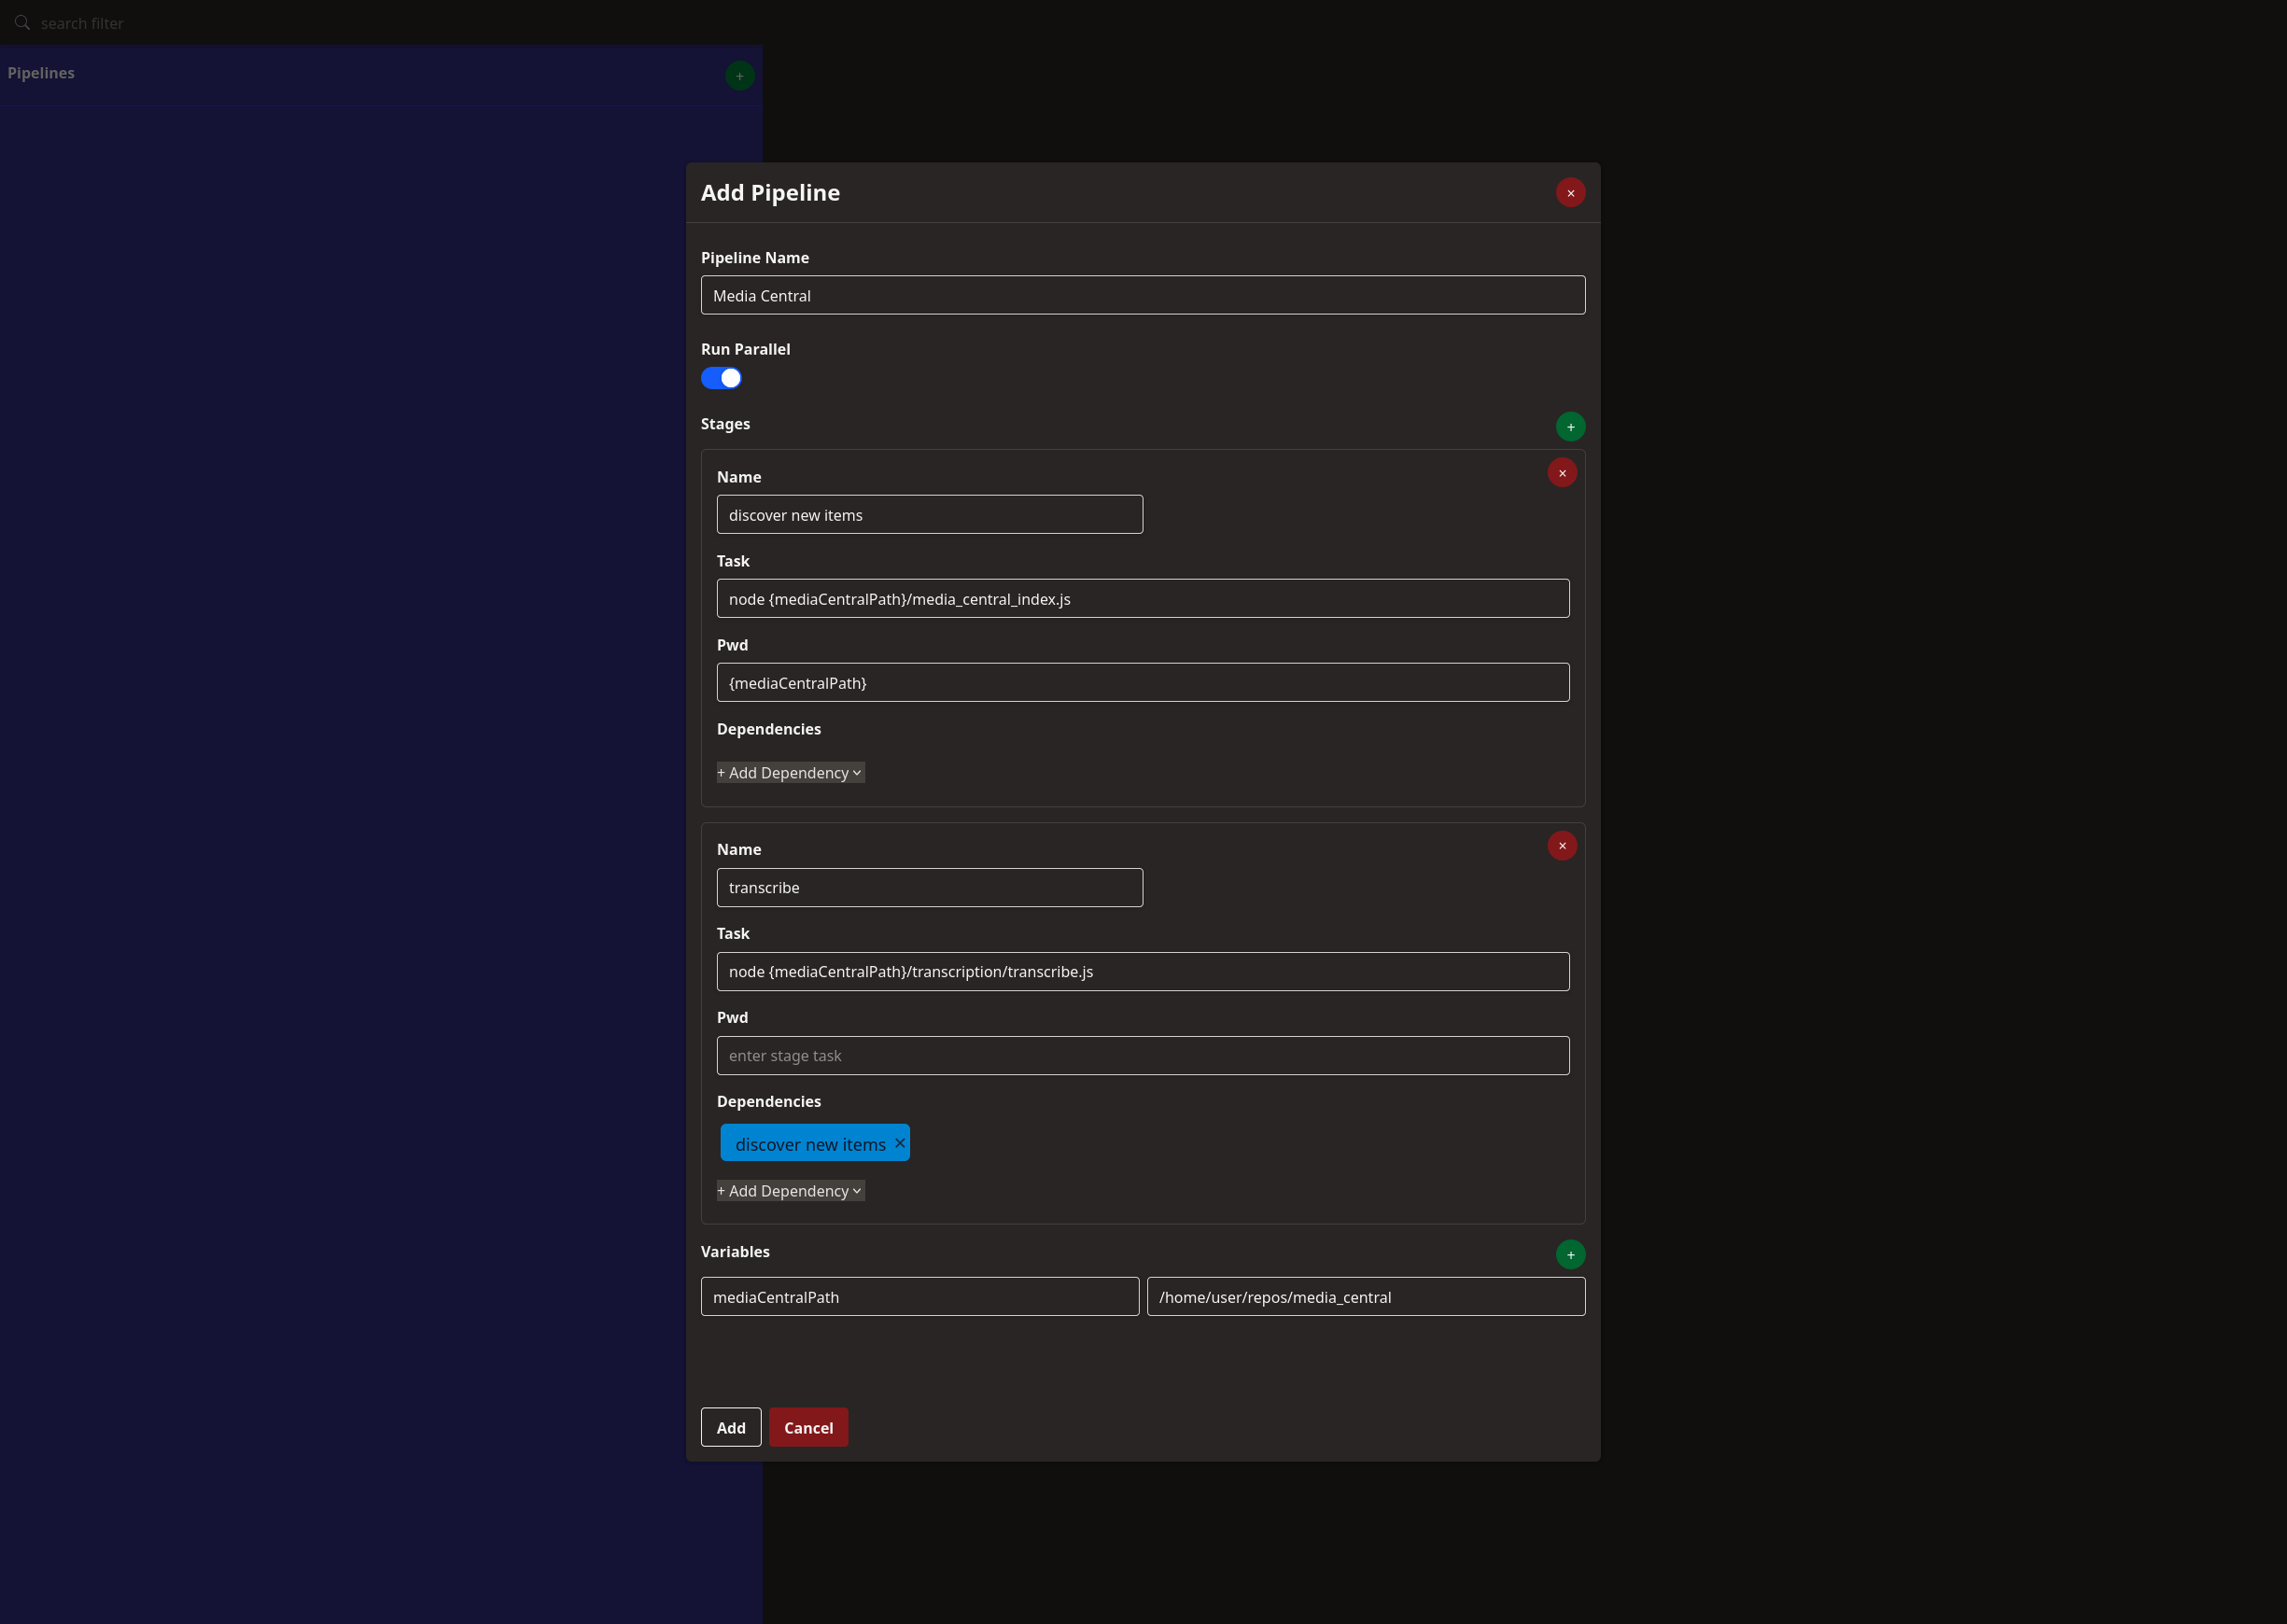 search filter
Pipelines
+
Add Pipeline
×
Pipeline Name
Media Central
Run Parallel
Stages
+
×
Name
discover new items
Task
node {mediaCentralPath}/media_central_index.js
Pwd
{mediaCentralPath}
Dependencies
+ Add Dependency
×
Name
transcribe
Task
node {mediaCentralPath}/transcription/transcribe.js
Pwd
enter stage task
Dependencies
discover new items ×
+ Add Dependency
Variables
+
mediaCentralPath /home/user/repos/media_central
Add Cancel